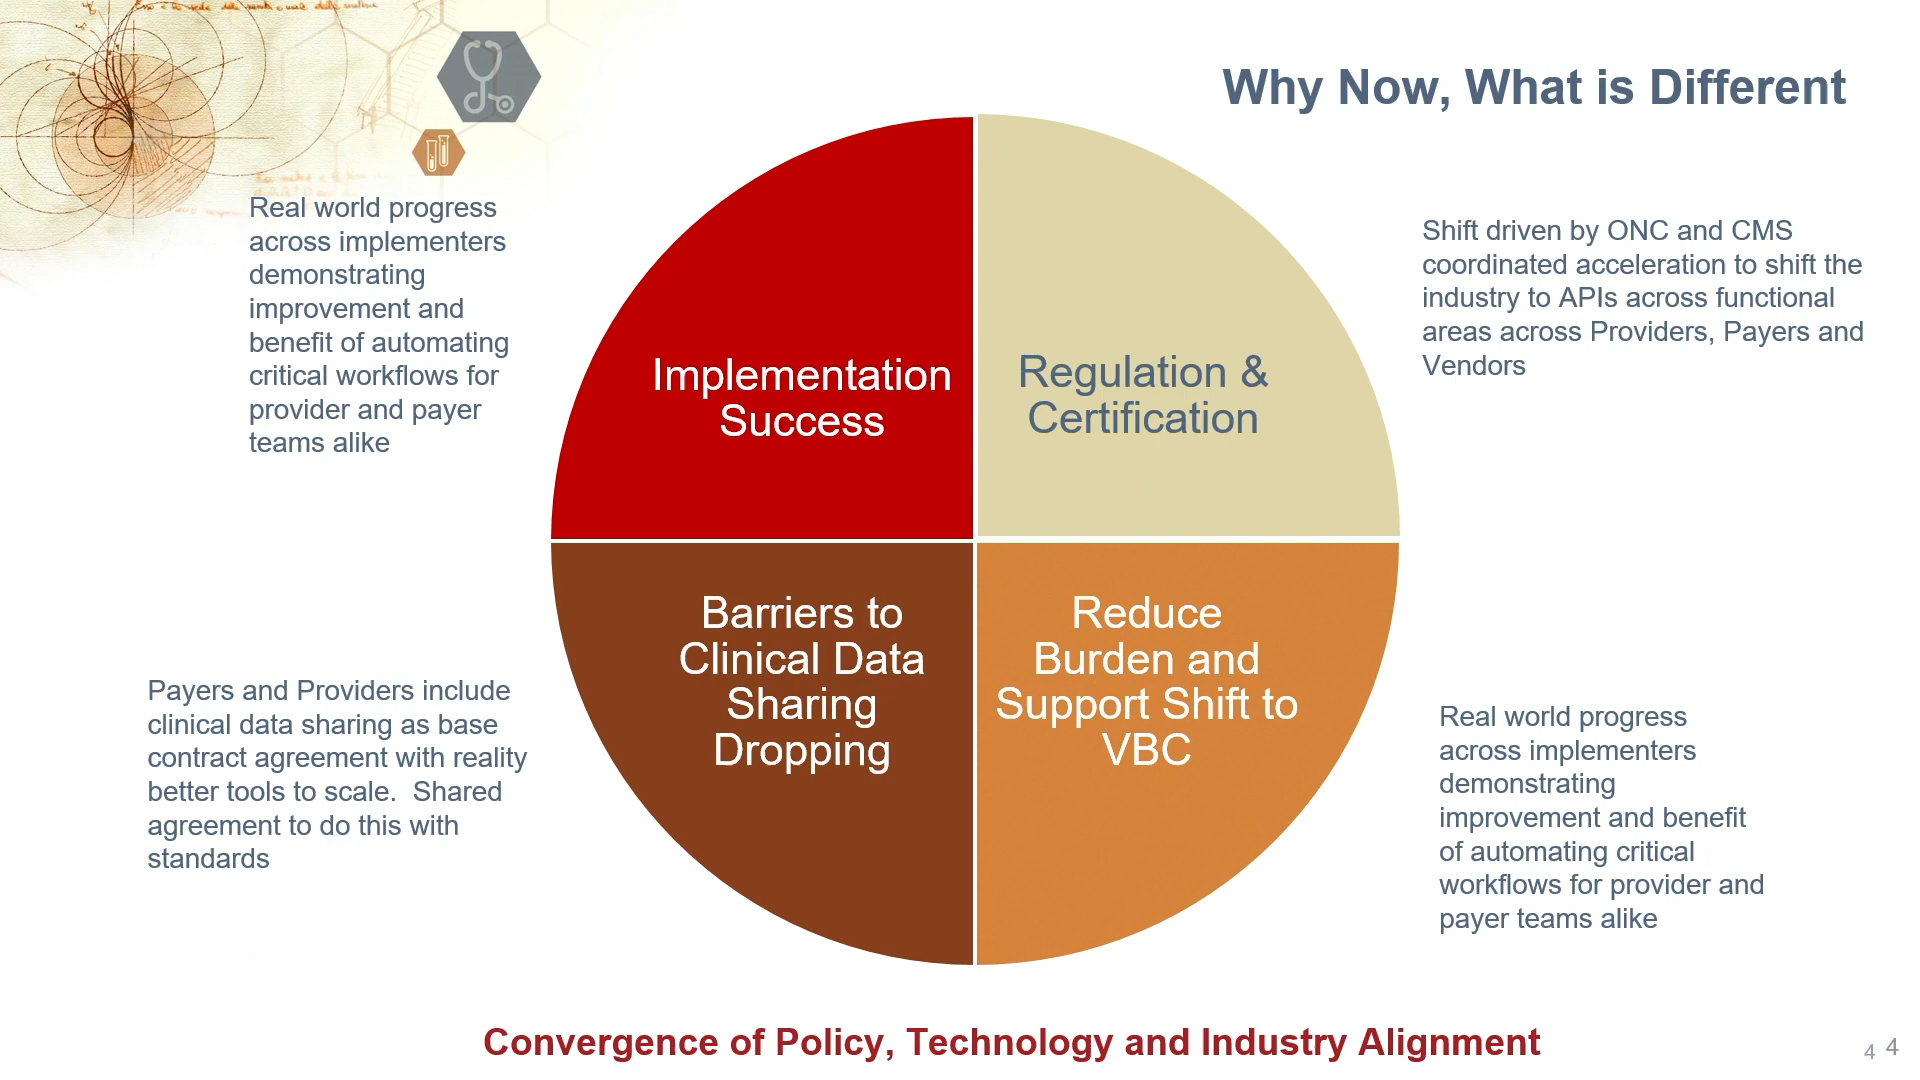 Why Now, What is Different
Real world progress
across implementers
demonstrating
improvement and
benefit of automating
critical workflows for
provider and payer
teams alike
Implementation
Success
Regulation &
Certification
Shift driven by ONC and CMS
coordinated acceleration to shift the
industry to APIs across functional
areas across Providers, Payers and
Vendors
Payers and Providers include
clinical data sharing as base
contract agreement with reality
better tools to scale.  Shared
agreement to do this with
standards
Barriers to
Clinical Data
Sharing
Dropping
Reduce
Burden and
Support Shift to
VBC
Real world progress
across implementers
demonstrating
improvement and benefit
of automating critical
workflows for provider and
payer teams alike
Convergence of Policy, Technology and Industry Alignment
4 4